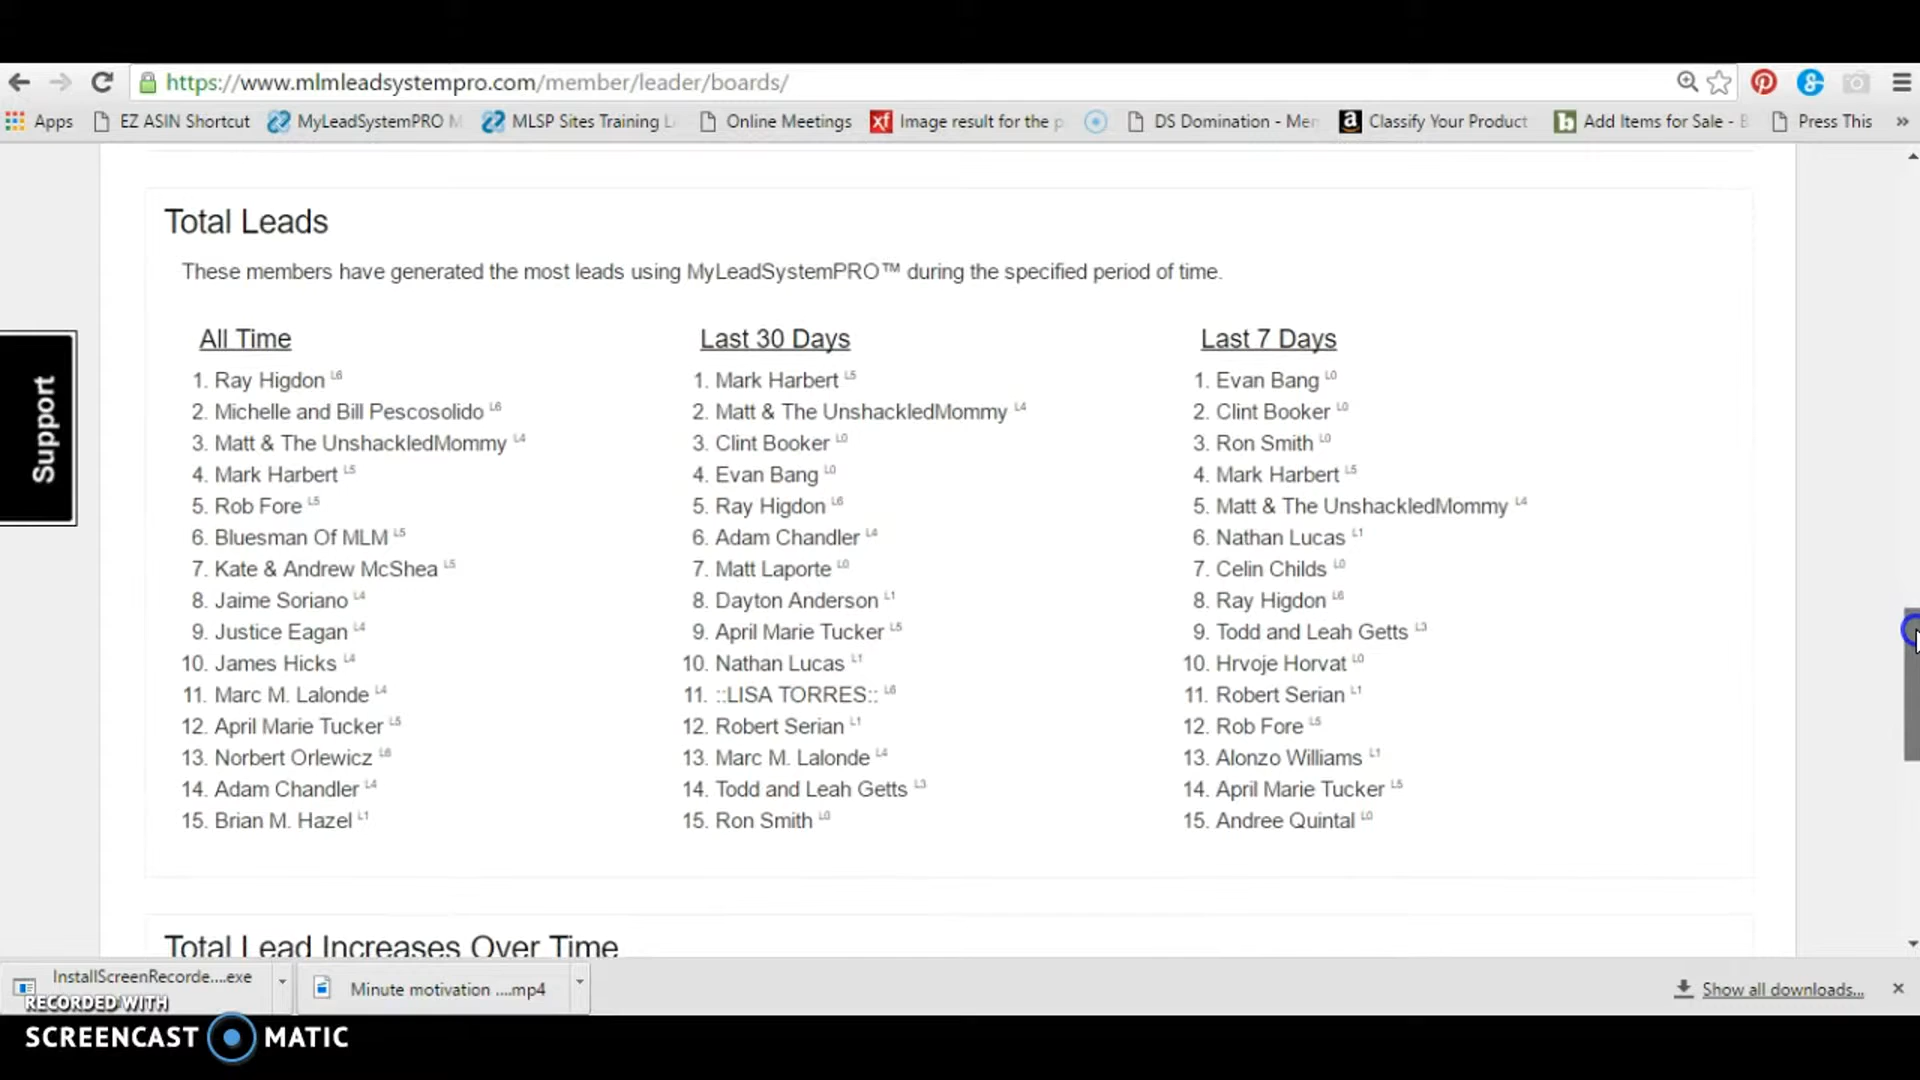 https://www.mlmleadsystempro.com/member/leader/boards/
Apps EZ ASIN Shortcut MyLeadSystemPRO M MLSP Sites Training L Online Meetings Image result for the p DS Domination - Mem Classify Your Product Add Items for Sale - B Press This »
Total Leads
These members have generated the most leads using MyLeadSystemPRO™ during the specified period of time.
All Time
1. Ray Higdon L6
2. Michelle and Bill Pescosolido L6
3. Matt & The UnshackledMommy L4
4. Mark Harbert L5
5. Rob Fore L5
6. Bluesman Of MLM L5
7. Kate & Andrew McShea L5
8. Jaime Soriano L4
9. Justice Eagan L4
10. James Hicks L4
11. Marc M. Lalonde L4
12. April Marie Tucker L5
13. Norbert Orlewicz L6
14. Adam Chandler L4
15. Brian M. Hazel L1
Last 30 Days
1. Mark Harbert L5
2. Matt & The UnshackledMommy L4
3. Clint Booker L0
4. Evan Bang L0
5. Ray Higdon L6
6. Adam Chandler L4
7. Matt Laporte L0
8. Dayton Anderson L1
9. April Marie Tucker L5
10. Nathan Lucas L1
11. ::LISA TORRES:: L6
12. Robert Serian L1
13. Marc M. Lalonde L4
14. Todd and Leah Getts L3
15. Ron Smith L0
Last 7 Days
1. Evan Bang L0
2. Clint Booker L0
3. Ron Smith L0
4. Mark Harbert L5
5. Matt & The UnshackledMommy L4
6. Nathan Lucas L1
7. Celin Childs L0
8. Ray Higdon L6
9. Todd and Leah Getts L3
10. Hrvoje Horvat L0
11. Robert Serian L1
12. Rob Fore L5
13. Alonzo Williams L1
14. April Marie Tucker L5
15. Andree Quintal L0
Support
Total Lead Increases Over Time
InstallScreenRecorde....exe
Minute motivation ....mp4
Show all downloads...
RECORDED WITH
SCREENCAST MATIC